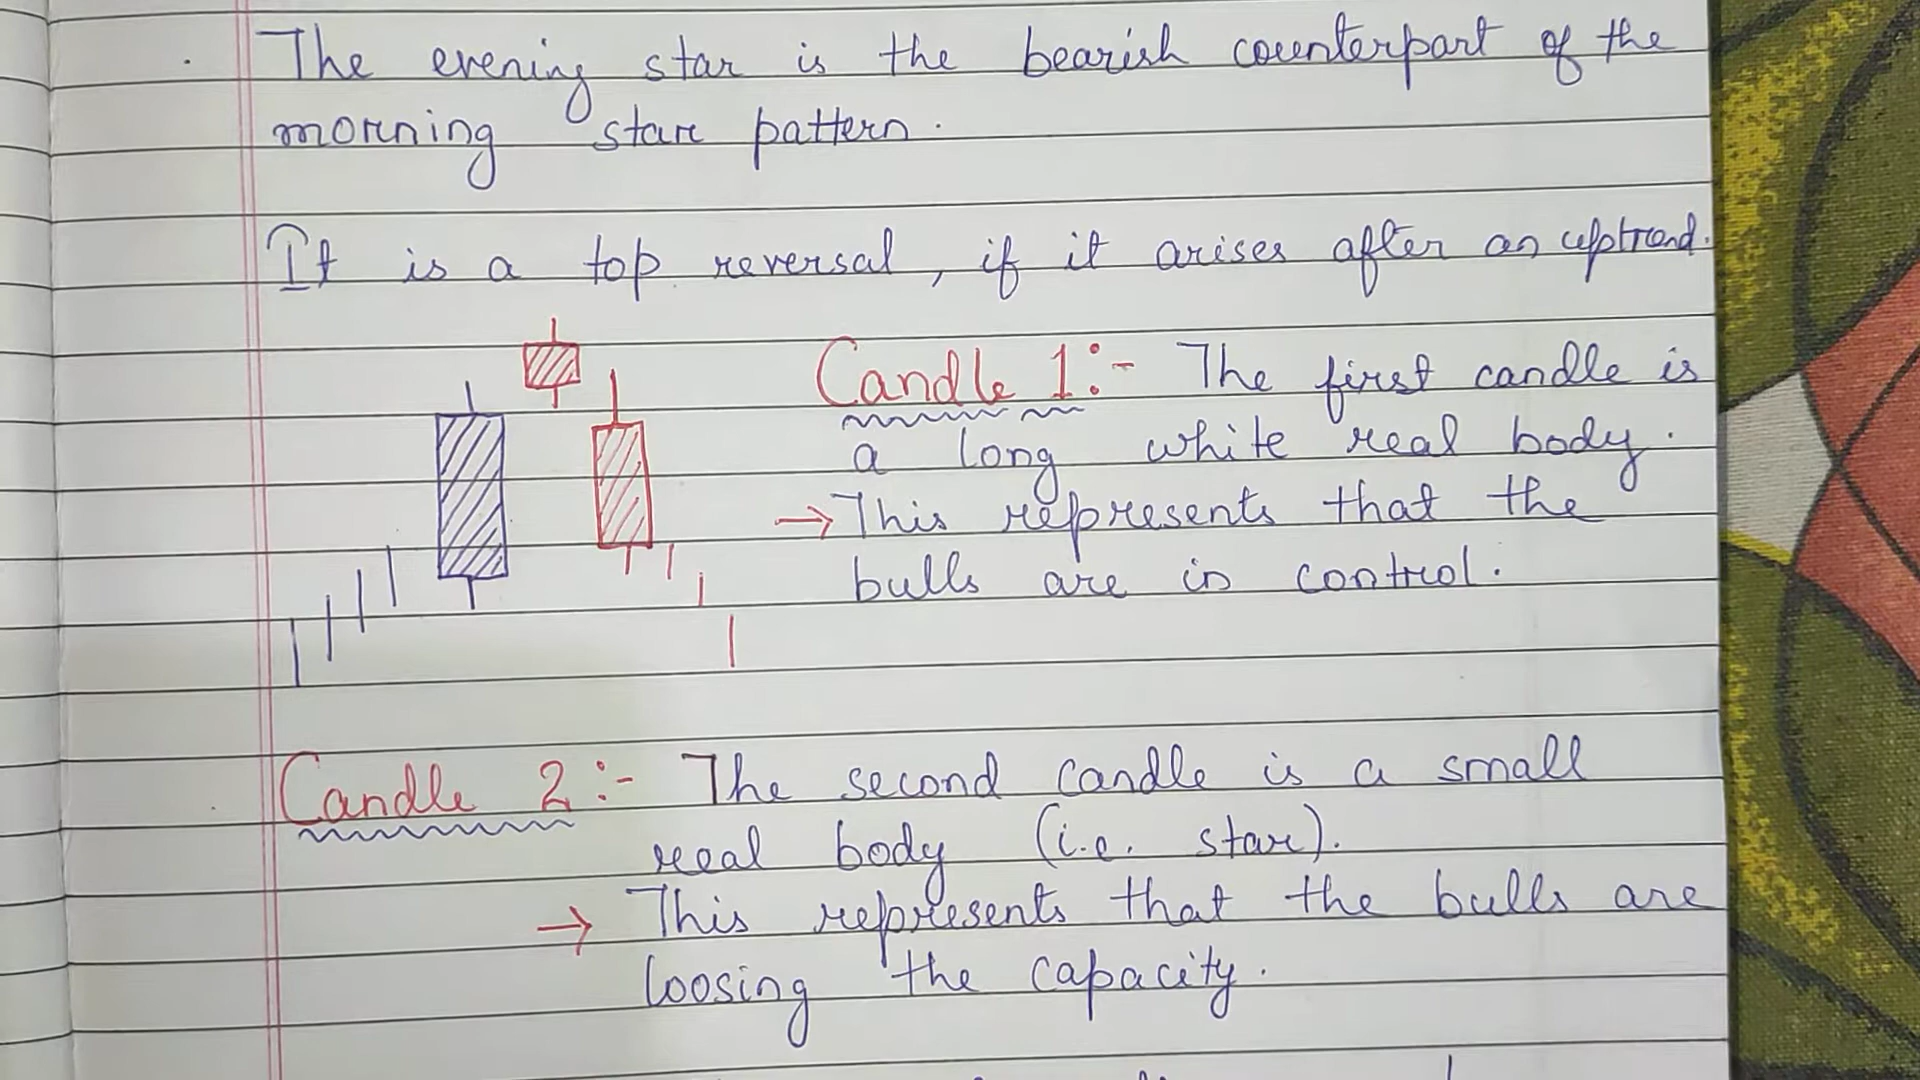 The evening star is the bearish counterpart of the
morning star pattern.
It is a top reversal, if it arises after an uptrend.
Candle 1:- The first candle is
a long white real body.
→ This represents that the
bulls are in control.
Candle 2:- The second candle is a small
real body (i.e. star).
→ This represents that the bulls are
loosing the capacity.